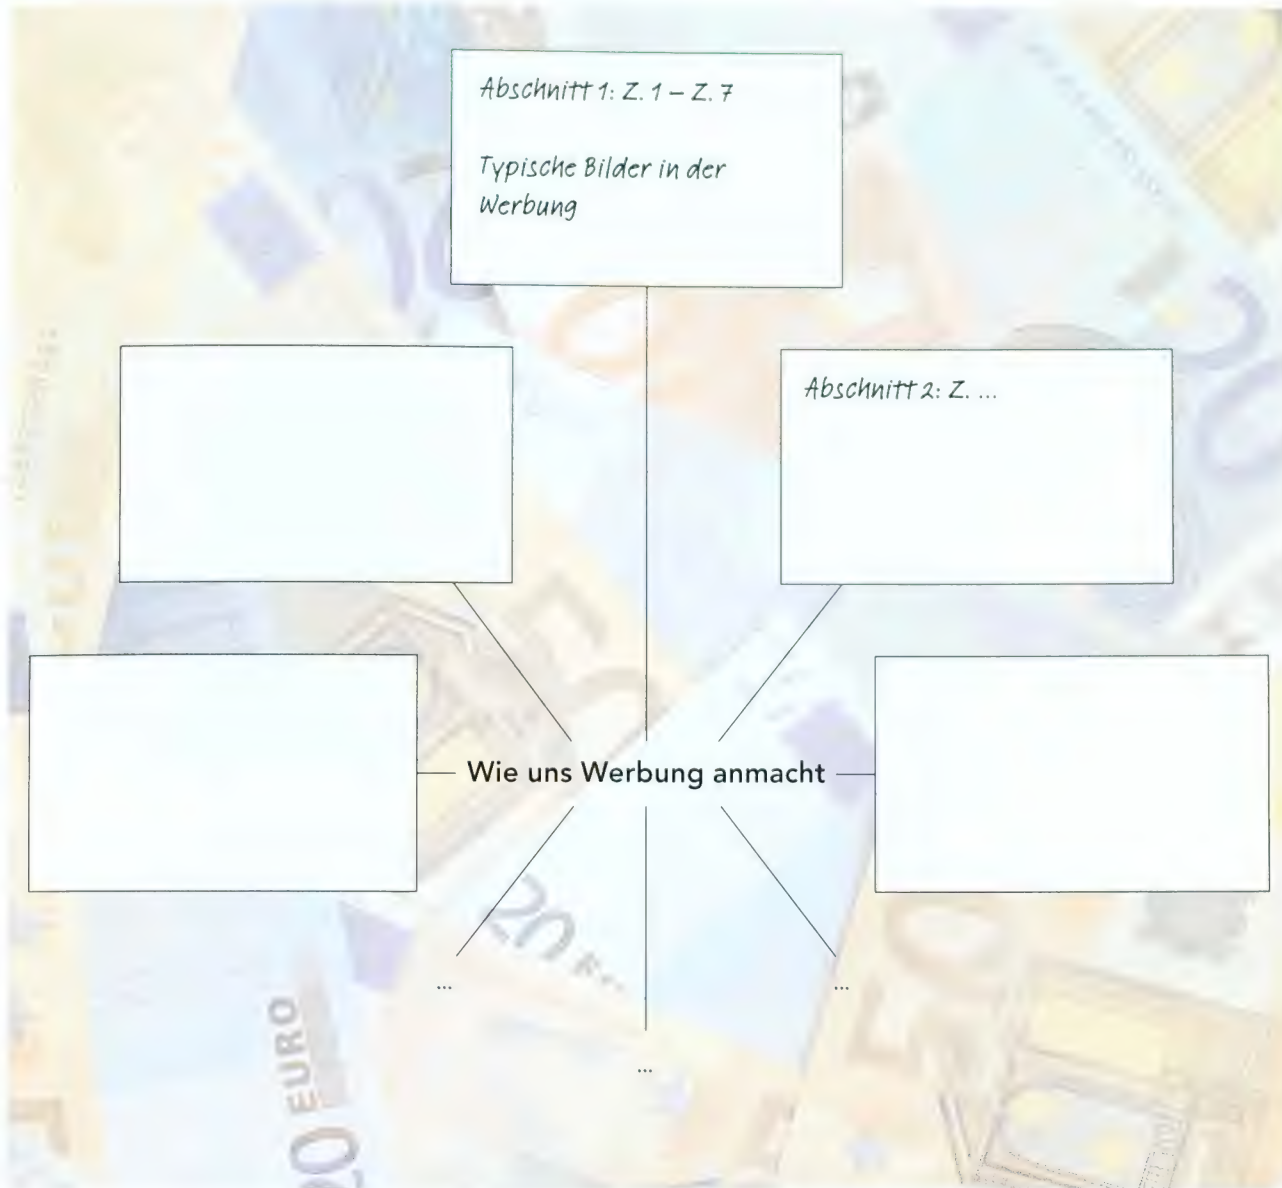 Abschnitt 1: Z. 1 – Z. 7
Typische Bilder in der
Werbung
Abschnitt 2: Z. ...
Wie uns Werbung anmacht
...
...
...
20
EURO